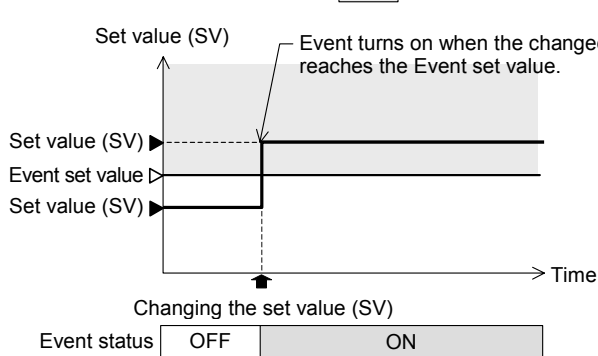 Set value (SV)
Event turns on when the changed
reaches the Event set value.
Set value (SV)
Event set value
Set value (SV)
Time
Changing the set value (SV)
Event status OFF ON